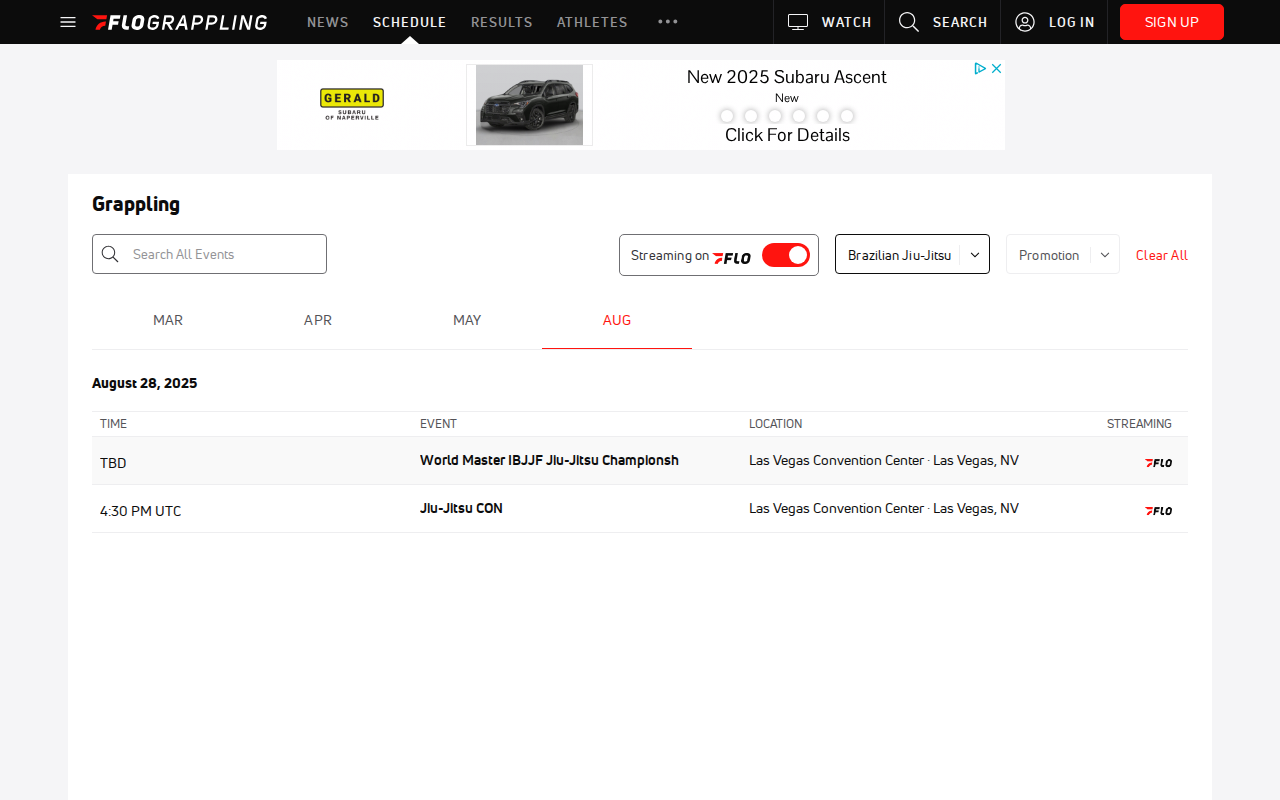 FLOGRAPPLING NEWS SCHEDULE RESULTS ATHLETES WATCH SEARCH LOG IN SIGN UP
GERALD
SUBARU
OF NAPERVILLE
New 2025 Subaru Ascent
New
Click For Details
Grappling
Search All Events Streaming on FLO Brazilian Jiu-Jitsu Promotion Clear All
MAR APR MAY AUG
August 28, 2025
TIME EVENT LOCATION STREAMING
TBD World Master IBJJF Jiu-Jitsu Championsh Las Vegas Convention Center · Las Vegas, NV FLO
4:30 PM UTC Jiu-Jitsu CON Las Vegas Convention Center · Las Vegas, NV FLO